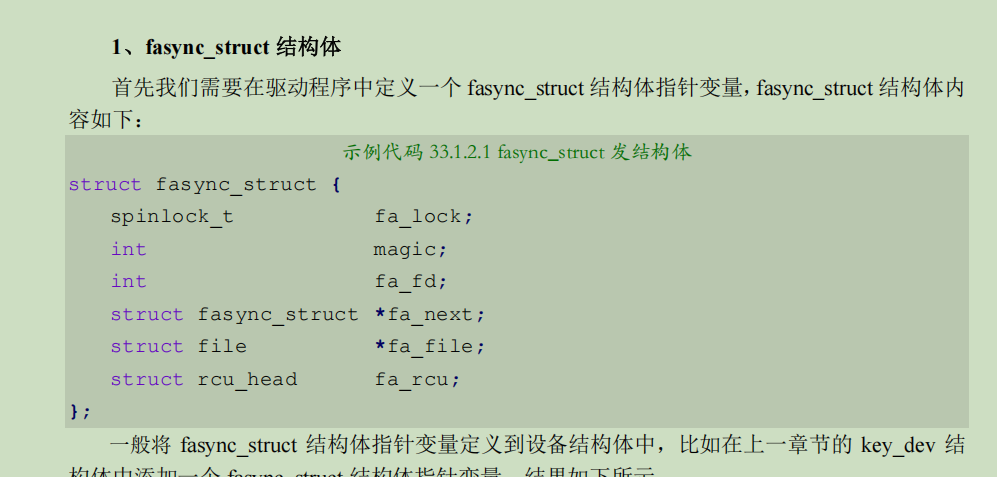 1、fasync_struct 结构体
首先我们需要在驱动程序中定义一个 fasync_struct 结构体指针变量，fasync_struct 结构体内
容如下：
示例代码 33.1.2.1 fasync_struct 发结构体
struct fasync_struct {
    spinlock_t            fa_lock;
    int                   magic;
    int                   fa_fd;
    struct fasync_struct *fa_next;
    struct file          *fa_file;
    struct rcu_head       fa_rcu;
};
一般将 fasync_struct 结构体指针变量定义到设备结构体中，比如在上一章节的 key_dev 结
构体中添加一个 fasync_struct 结构体指针变量，结果如下所示